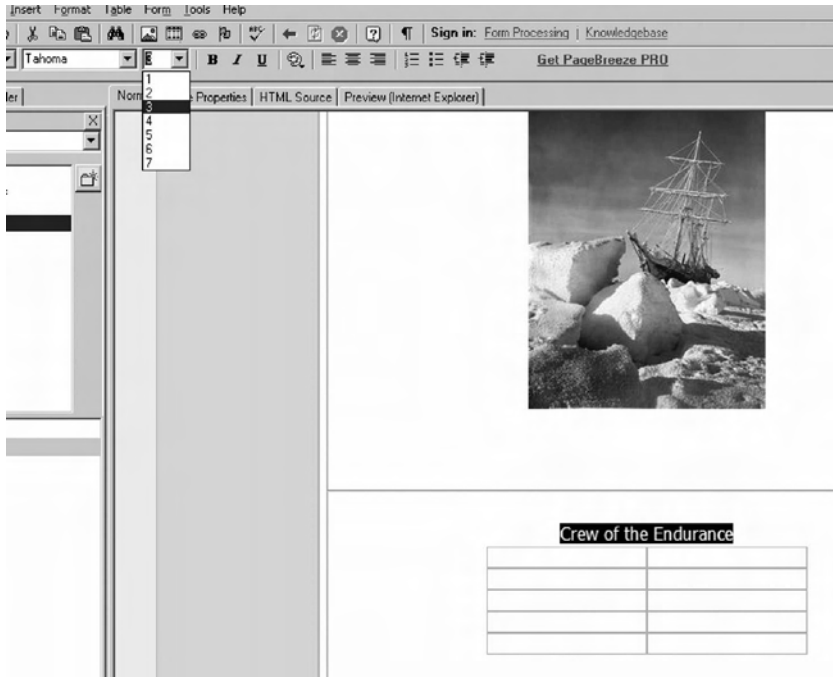 Insert Format Table Form Tools Help
Sign in: Form Processing | Knowledgebase
Tahoma 3 B I U Get PageBreeze PRO
Properties | HTML Source | Preview (Internet Explorer)
1
2
3
4
5
6
7
Crew of the Endurance